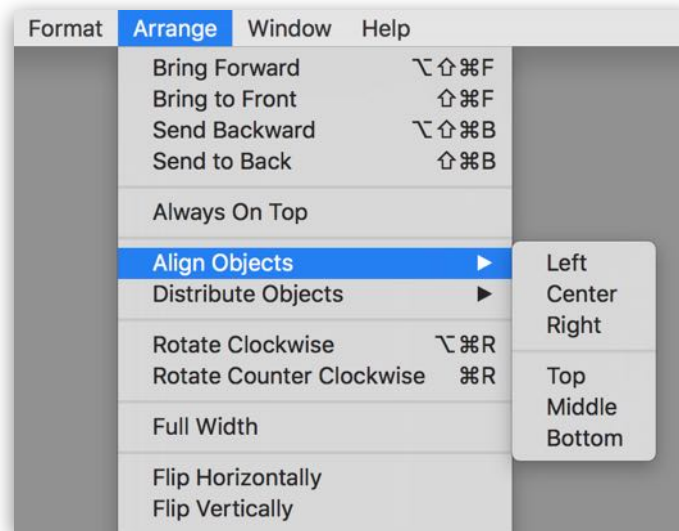 Format Arrange Window Help
Bring Forward ⌥⇧⌘F
Bring to Front ⇧⌘F
Send Backward ⌥⇧⌘B
Send to Back ⇧⌘B
Always On Top
Align Objects ▶
Distribute Objects ▶
Rotate Clockwise ⌥⌘R
Rotate Counter Clockwise ⌘R
Full Width
Flip Horizontally
Flip Vertically
Left
Center
Right
Top
Middle
Bottom